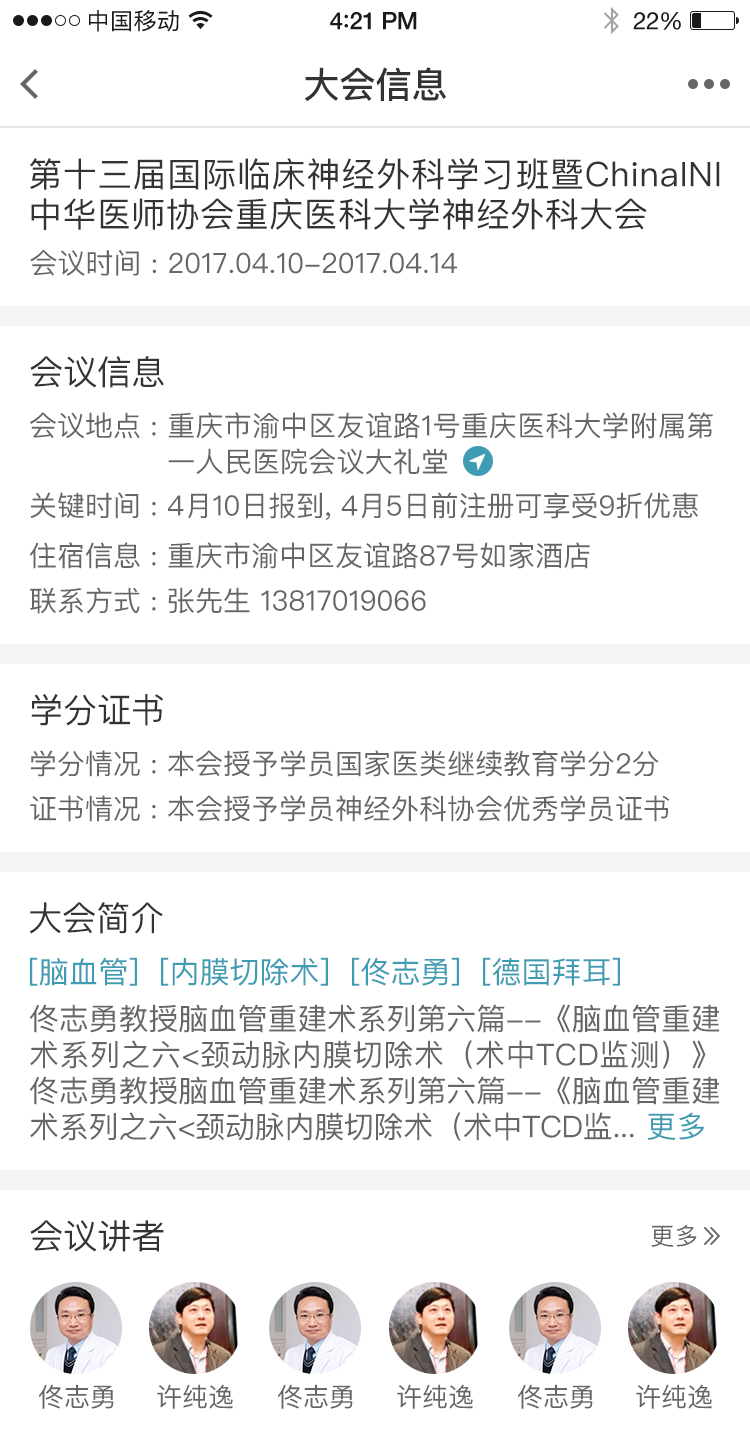 中国移动 4:21 PM 22%
大会信息
第十三届国际临床神经外科学习班暨ChinaINI
中华医师协会重庆医科大学神经外科大会
会议时间：2017.04.10-2017.04.14
会议信息
会议地点：重庆市渝中区友谊路1号重庆医科大学附属第
一人民医院会议大礼堂
关键时间：4月10日报到, 4月5日前注册可享受9折优惠
住宿信息：重庆市渝中区友谊路87号如家酒店
联系方式：张先生 13817019066
学分证书
学分情况：本会授予学员国家医类继续教育学分2分
证书情况：本会授予学员神经外科协会优秀学员证书
大会简介
[脑血管] [内膜切除术] [佟志勇] [德国拜耳]
佟志勇教授脑血管重建术系列第六篇--《脑血管重建
术系列之六<颈动脉内膜切除术（术中TCD监测）》
佟志勇教授脑血管重建术系列第六篇--《脑血管重建
术系列之六<颈动脉内膜切除术（术中TCD监... 更多
会议讲者 更多
佟志勇 许纯逸 佟志勇 许纯逸 佟志勇 许纯逸